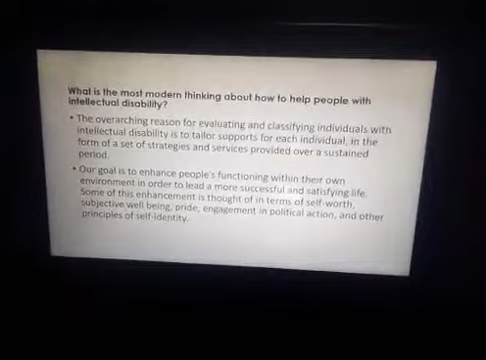 What is the most modern thinking about how to help people with
intellectual disability?
• The overarching reason for evaluating and classifying individuals with
intellectual disability is to tailor supports for each individual, in the
form of a set of strategies and services provided over a sustained
period.
• Our goal is to enhance people's functioning within their own
environment in order to lead a more successful and satisfying life.
Some of this enhancement is thought of in terms of self-worth,
subjective well being, pride, engagement in political action, and other
principles of self-identity.